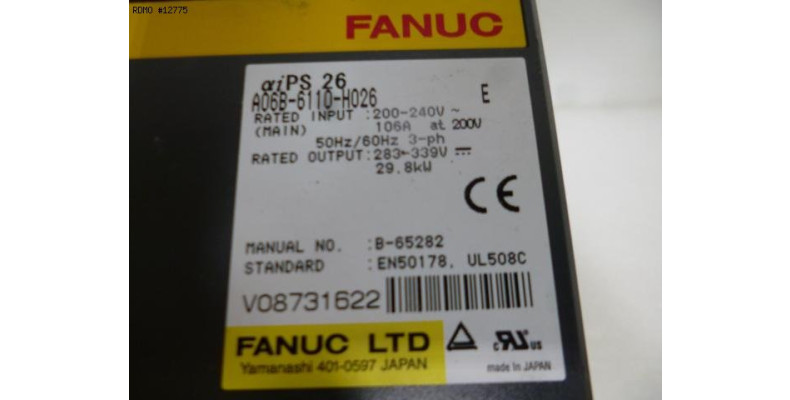 RDMO #12775
FANUC
αiPS 26
A06B-6110-H026 E
RATED INPUT :200-240V ~
(MAIN) 106A at 200V
50Hz/60Hz 3-ph
RATED OUTPUT:283-339V ⎓
29.8kW
CE
MANUAL NO. :B-65282
STANDARD :EN50178, UL508C
V08731622
FANUC LTD
Yamanashi 401-0597 JAPAN
c RU us
made in JAPAN